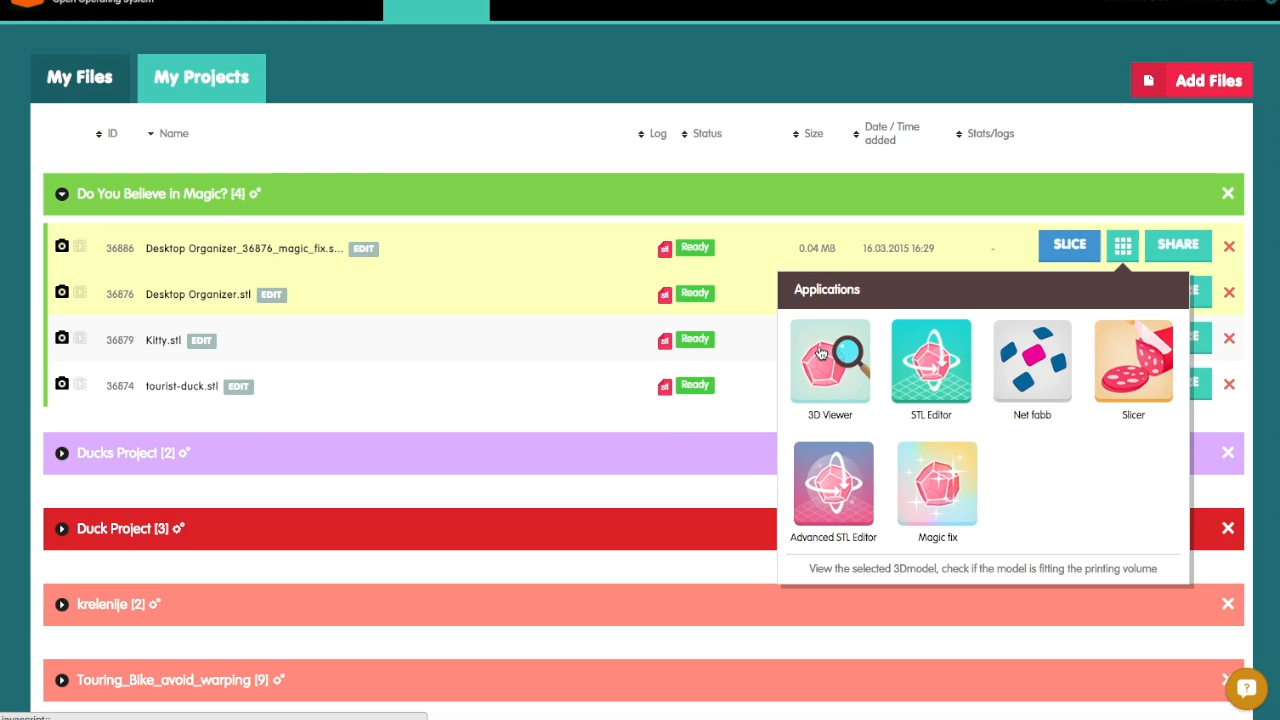 Open Operating System
My Files
My Projects
Add Files
ID
Name
Log
Status
Size
Date / Time
added
Stats/logs
Do You Believe in Magic? [4]
36886
Desktop Organizer_36876_magic_fix.s...
EDIT
stl
Ready
0.04 MB
16.03.2015 16:29
-
SLICE
SHARE
36876
Desktop Organizer.stl
EDIT
stl
Ready
E
36879
Kitty.stl
EDIT
stl
Ready
E
36874
tourist-duck.stl
EDIT
stl
Ready
E
Applications
3D Viewer
STL Editor
Net fabb
Slicer
Advanced STL Editor
Magic fix
View the selected 3Dmodel, check if the model is fitting the printing volume
Ducks Project [2]
Duck Project [3]
krelenije [2]
Touring_Bike_avoid_warping [9]
javascript:;